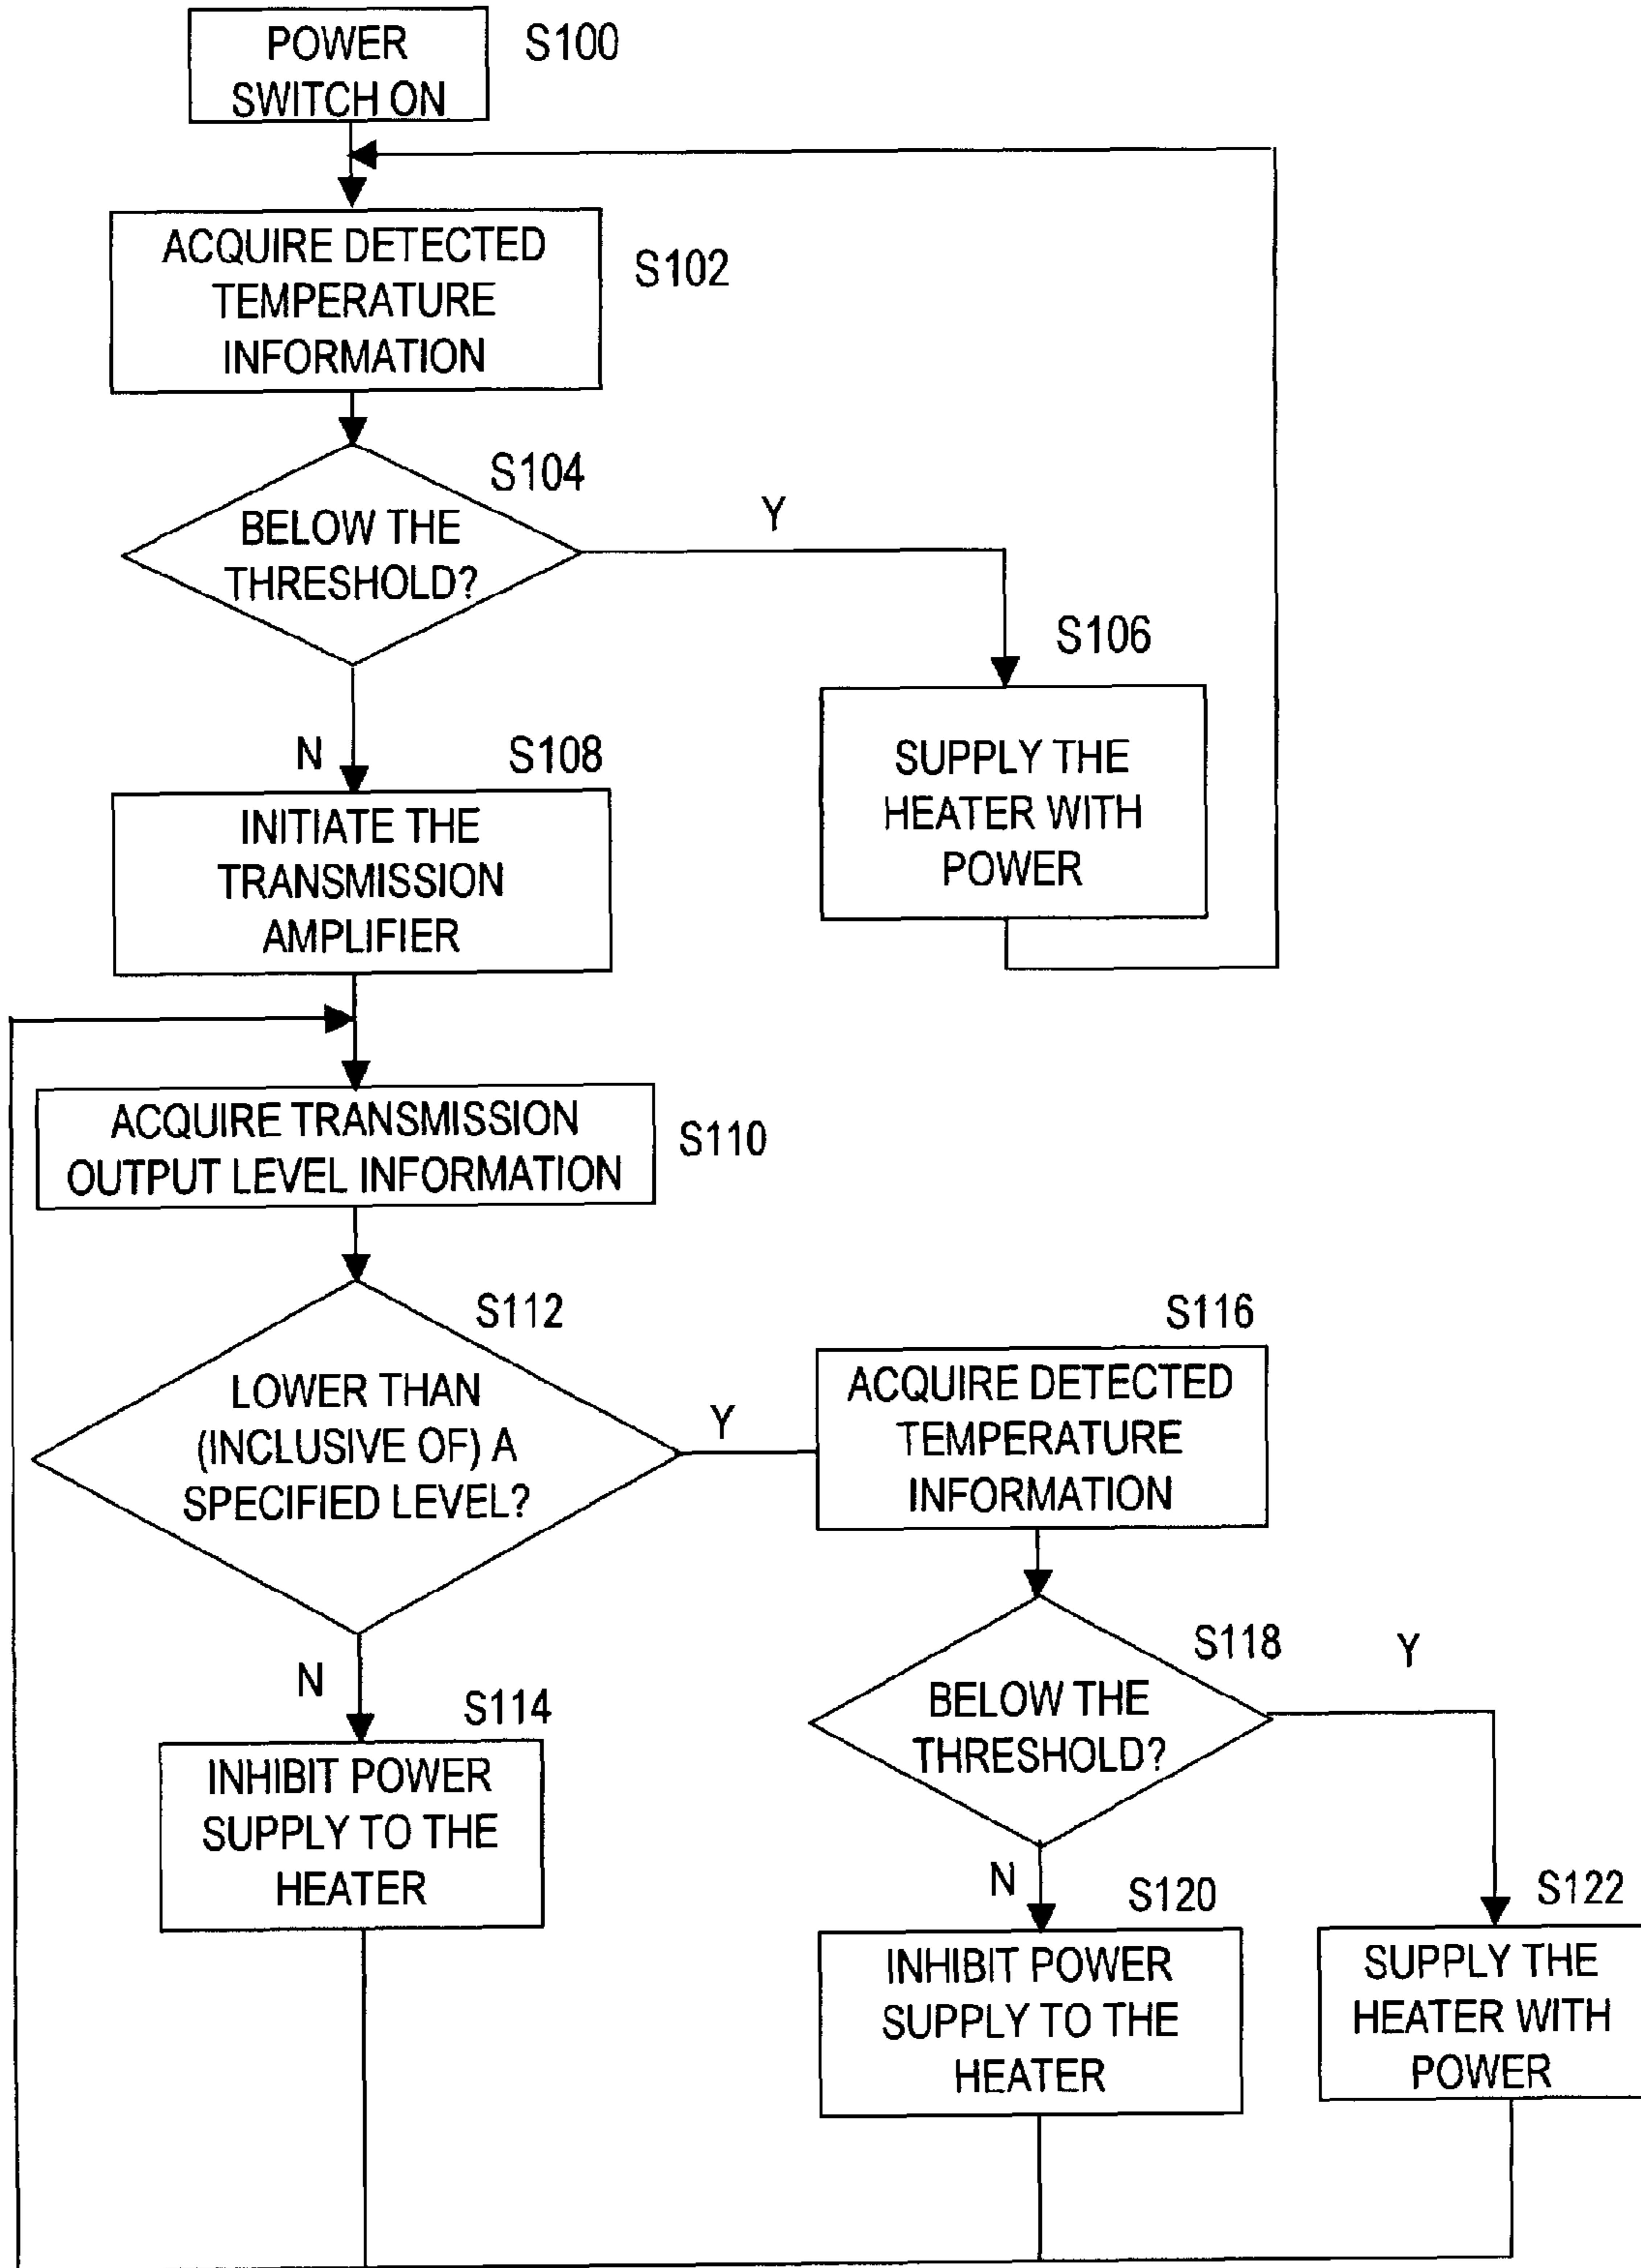 POWER
SWITCH ON
S100
ACQUIRE DETECTED
TEMPERATURE
INFORMATION
S102
S104
BELOW THE
THRESHOLD?
Y
S106
SUPPLY THE
HEATER WITH
POWER
N
S108
INITIATE THE
TRANSMISSION
AMPLIFIER
ACQUIRE TRANSMISSION
OUTPUT LEVEL INFORMATION
S110
S112
LOWER THAN
(INCLUSIVE OF) A
SPECIFIED LEVEL?
Y
S116
ACQUIRE DETECTED
TEMPERATURE
INFORMATION
N
S114
INHIBIT POWER
SUPPLY TO THE
HEATER
S118
BELOW THE
THRESHOLD?
Y
N
S120
INHIBIT POWER
SUPPLY TO THE
HEATER
S122
SUPPLY THE
HEATER WITH
POWER